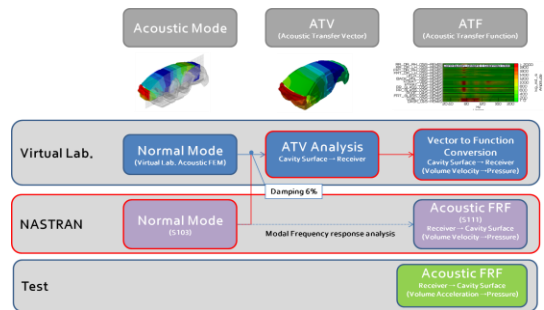 Acoustic Mode
ATV
(Acoustic Transfer Vector)
ATF
(Acoustic Transfer Function)
Virtual Lab.
Normal Mode
(Virtual Lab. Acoustic FEM)
ATV Analysis
Cavity Surface→ Receiver
Vector to Function
Conversion
Cavity Surface→ Receiver
(Volume Velocity→Pressure)
Damping 6%
NASTRAN
Normal Mode
(S103)
Modal Frequency response analysis
Acoustic FRF
(S111)
Receiver→ Cavity Surface
(Volume Velocity→Pressure)
Test
Acoustic FRF
Receiver→ Cavity Surface
(Volume Acceleration→Pressure)